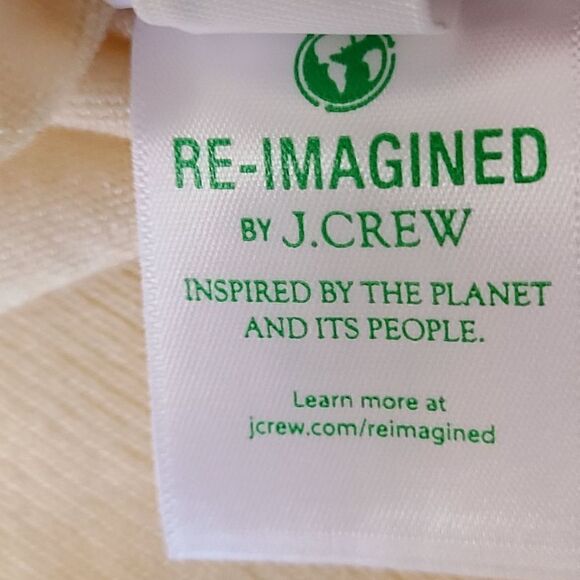 RE-IMAGINED
BY J.CREW
INSPIRED BY THE PLANET
AND ITS PEOPLE.
Learn more at
jcrew.com/reimagined